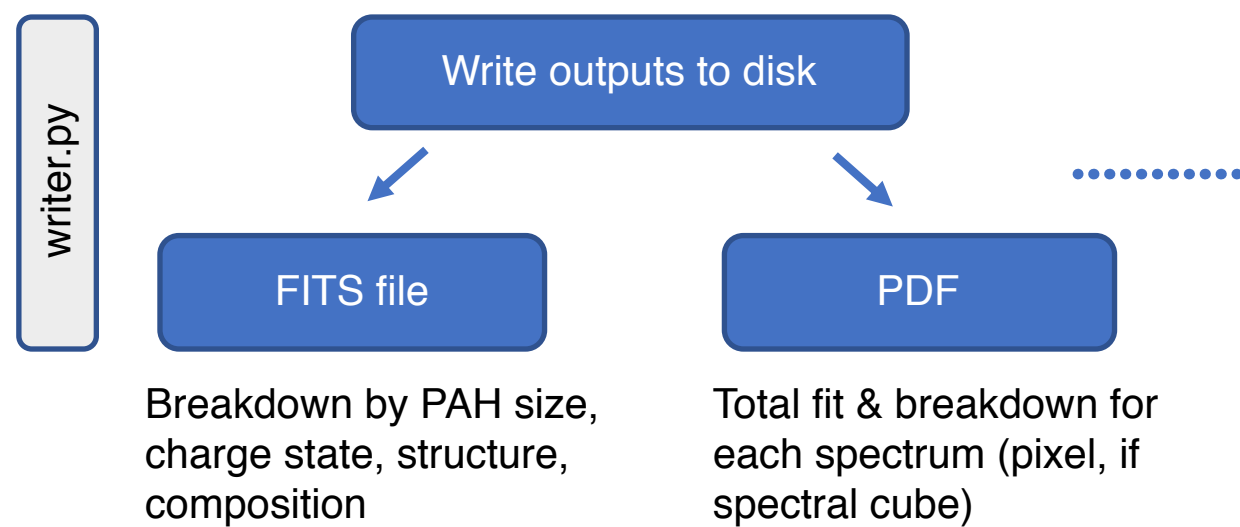 writer.py
Write outputs to disk
FITS file
PDF
Breakdown by PAH size,
charge state, structure,
composition
Total fit & breakdown for
each spectrum (pixel, if
spectral cube)